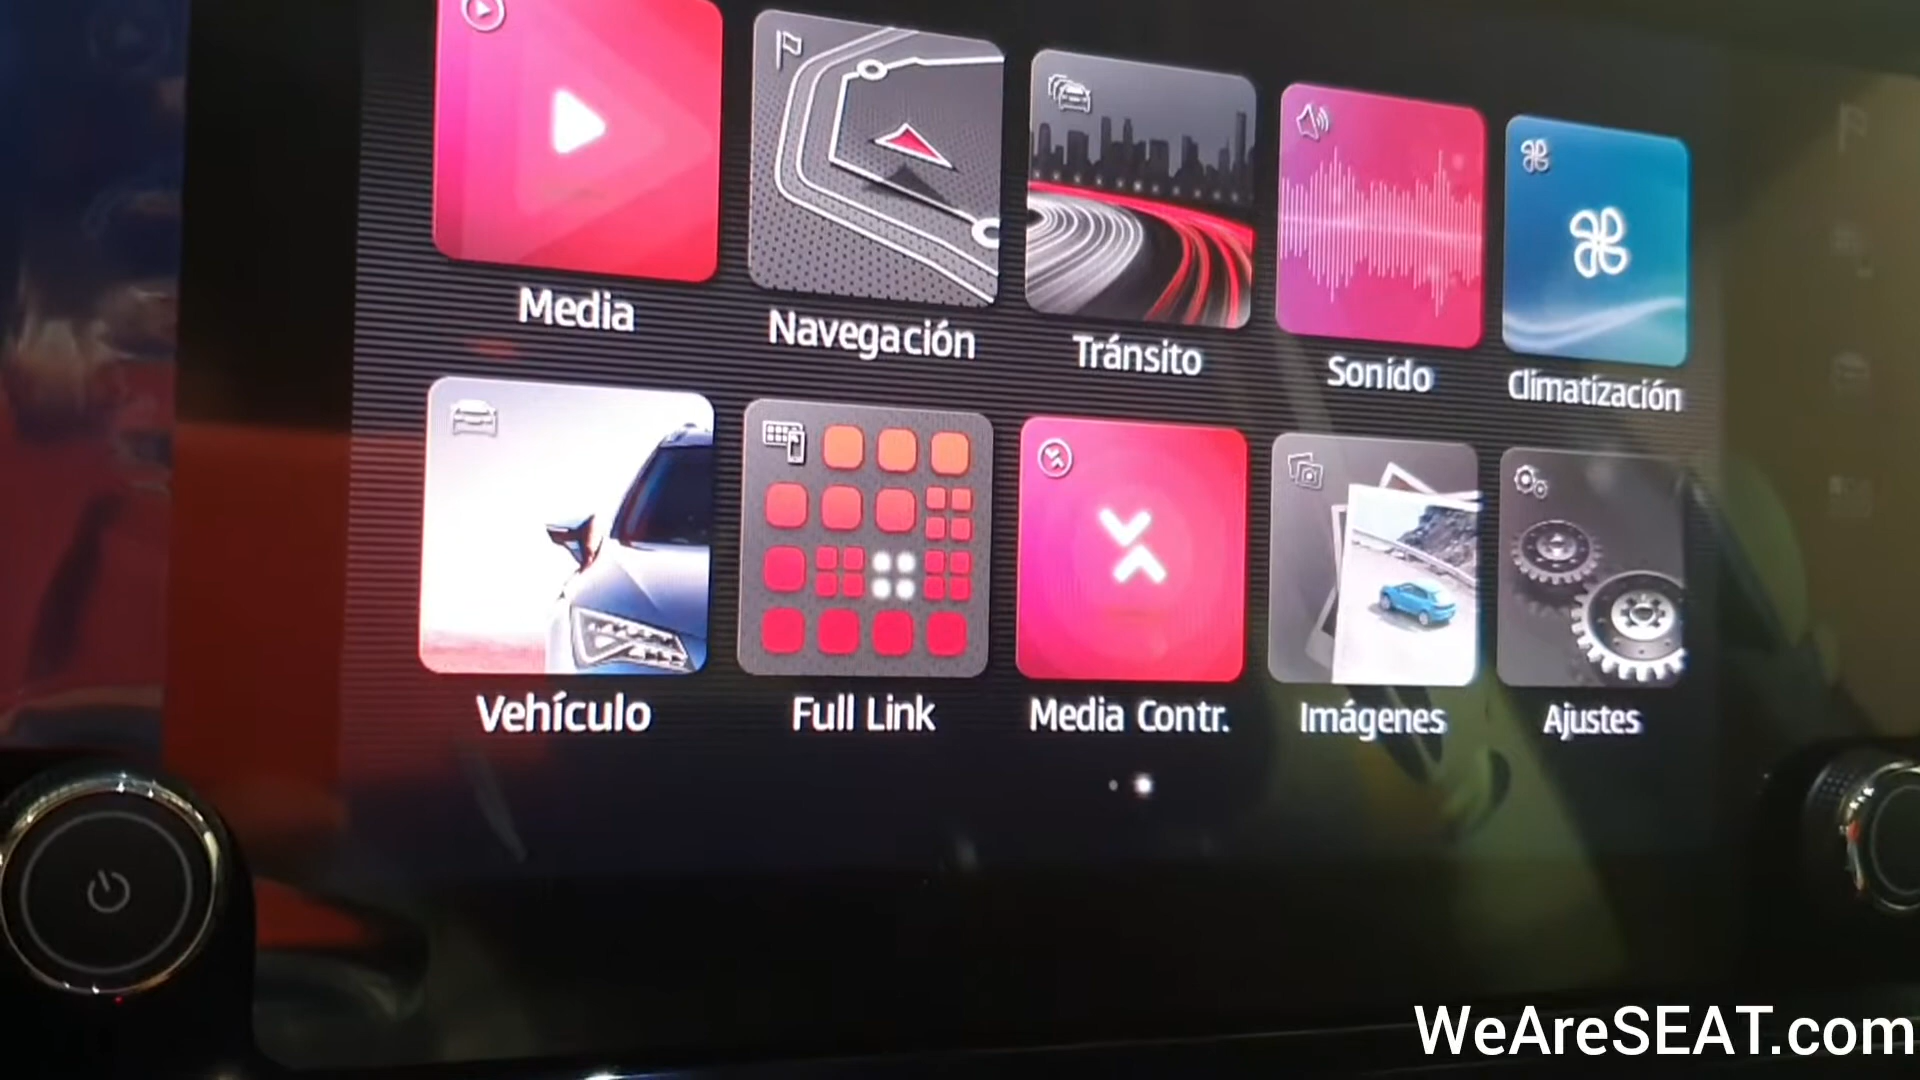 Media
Navegación
Tránsito
Sonido
Climatización
Vehículo
Full Link
Media Contr.
Imágenes
Ajustes
WeAreSEAT.com